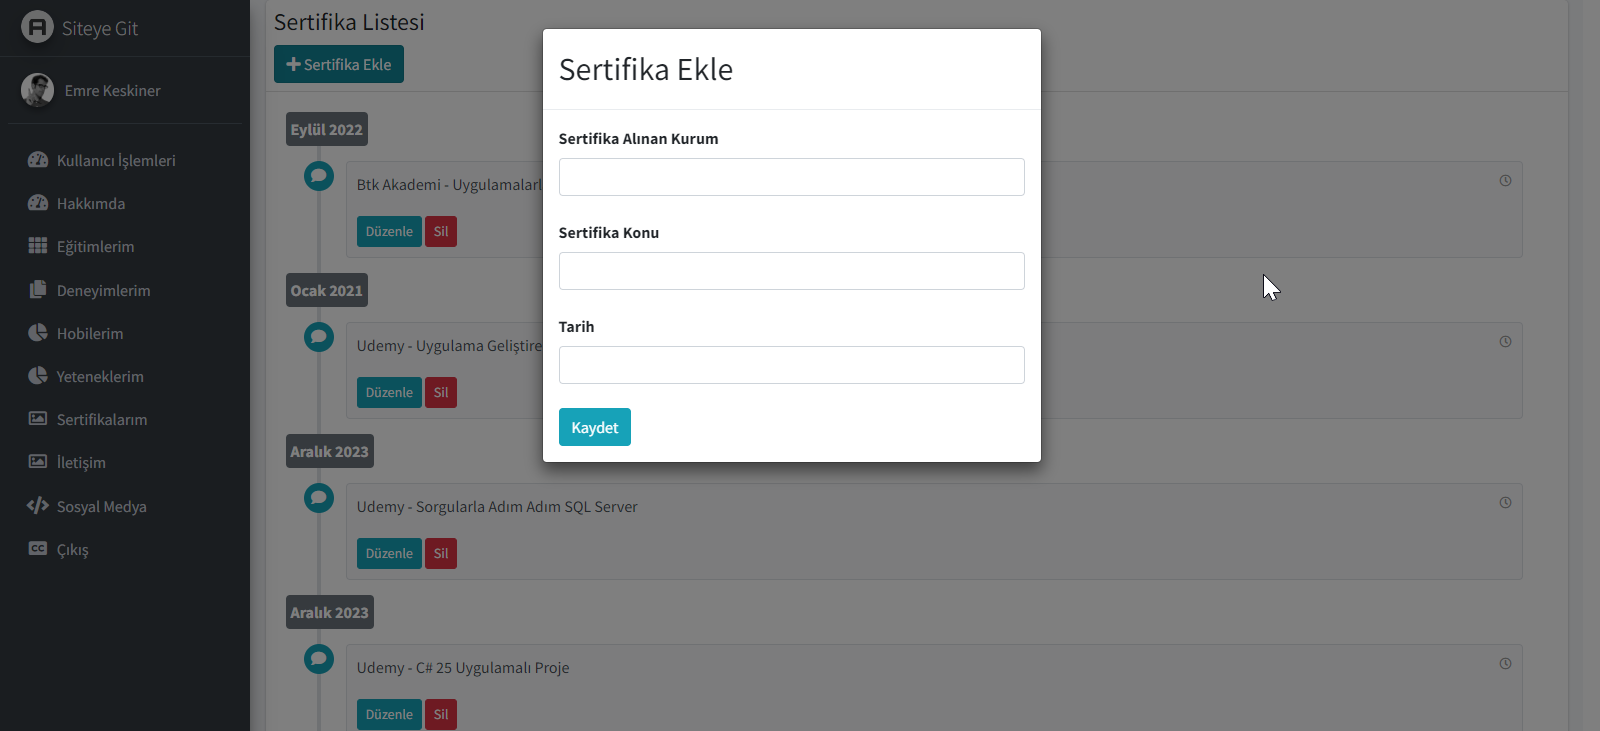 Siteye Git
Emre Keskiner
Kullanıcı İşlemleri
Hakkımda
Eğitimlerim
Deneyimlerim
Hobilerim
Yeteneklerim
Sertifikalarım
İletişim
Sosyal Medya
Çıkış
Sertifika Listesi
Sertifika Ekle
Eylül 2022
Btk Akademi - Uygulamalarl
Düzenle Sil
Ocak 2021
Udemy - Uygulama Geliştire
Düzenle Sil
Aralık 2023
Udemy - Sorgularla Adım Adım SQL Server
Düzenle Sil
Aralık 2023
Udemy - C# 25 Uygulamalı Proje
Düzenle Sil
Sertifika Ekle
Sertifika Alınan Kurum
Sertifika Konu
Tarih
Kaydet